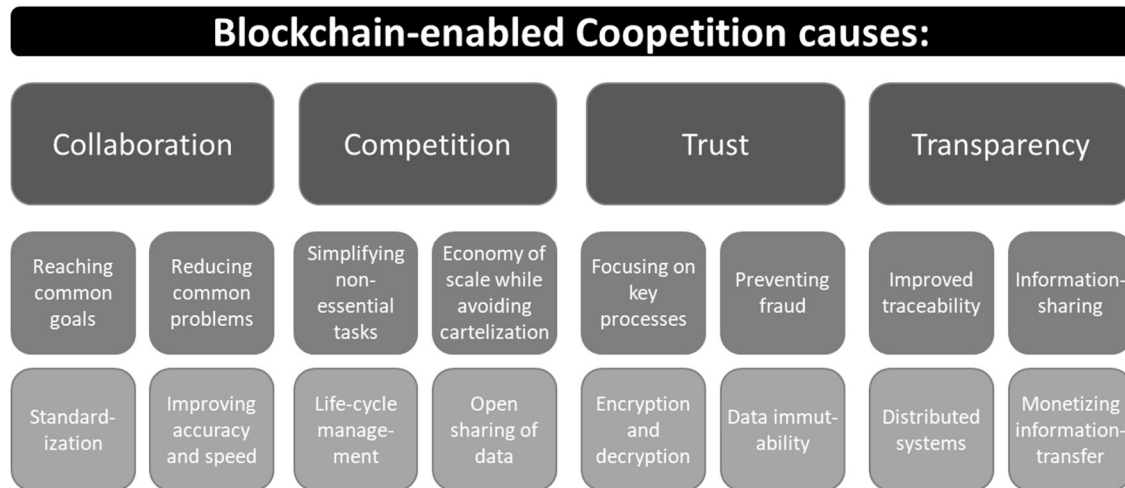 Blockchain-enabled Coopetition causes:
Collaboration
Competition
Trust
Transparency
Reaching
common
goals
Reducing
common
problems
Simplifying
non-
essential
tasks
Economy of
scale while
avoiding
cartelization
Focusing on
key
processes
Preventing
fraud
Improved
traceability
Information-
sharing
Standard-
ization
Improving
accuracy
and speed
Life-cycle
manage-
ment
Open
sharing of
data
Encryption
and
decryption
Data immut-
ability
Distributed
systems
Monetizing
information-
transfer